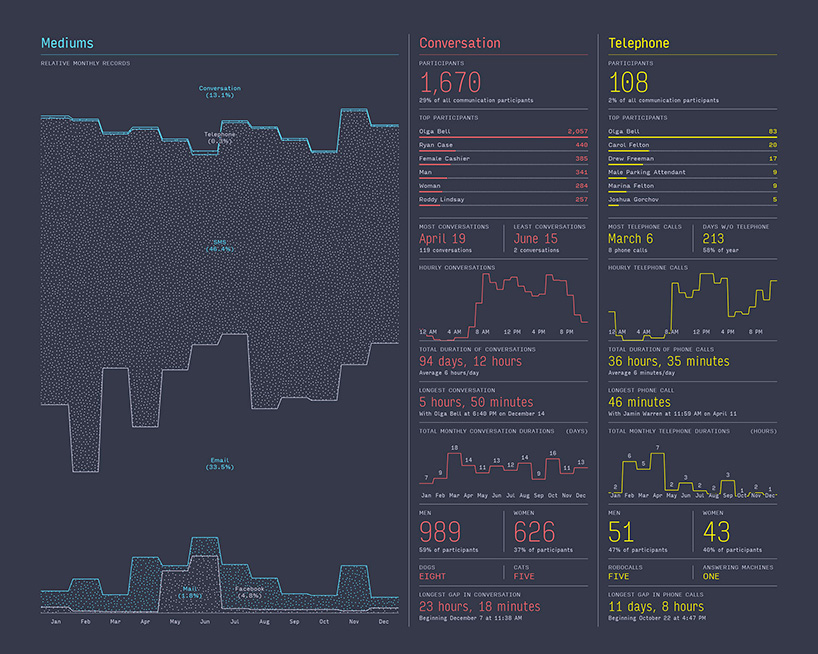 Mediums
RELATIVE MONTHLY RECORDS
Conversation
(13.1%)
Telephone
SMS
(46.4%)
Email
(33.5%)
Mail
(1.8%)
Facebook
(4.8%)
Jan Feb Mar Apr May Jun Jul Aug Sep Oct Nov Dec
Conversation
PARTICIPANTS
1,670
29% of all communication participants
TOP PARTICIPANTS
Olga Bell 2,057
Ryan Case 440
Female Cashier 385
Man 341
Woman 284
Roddy Lindsay 257
MOST CONVERSATIONS
April 19
119 conversations
LEAST CONVERSATIONS
June 15
2 conversations
HOURLY CONVERSATIONS
12 AM 4 AM 8 AM 12 PM 4 PM 8 PM
TOTAL DURATION OF CONVERSATIONS
94 days, 12 hours
Average 6 hours/day
LONGEST CONVERSATION
5 hours, 50 minutes
With Olga Bell at 6:40 PM on December 14
TOTAL MONTHLY CONVERSATION DURATIONS (DAYS)
7 9 18 14 11 13 12 14 9 16 11 13
Jan Feb Mar Apr May Jun Jul Aug Sep Oct Nov Dec
MEN
989
59% of participants
WOMEN
626
37% of participants
DOGS
EIGHT
CATS
FIVE
LONGEST GAP IN CONVERSATION
23 hours, 18 minutes
Beginning December 7 at 11:38 AM
Telephone
PARTICIPANTS
108
2% of all communication participants
TOP PARTICIPANTS
Olga Bell 83
Carol Felton 20
Drew Freeman 17
Male Parking Attendant 9
Marina Felton 9
Joshua Gorchov 5
MOST TELEPHONE CALLS
March 6
8 phone calls
DAYS W/O TELEPHONE
213
58% of year
HOURLY TELEPHONE CALLS
12 AM 4 AM 8 AM 12 PM 4 PM 8 PM
TOTAL DURATION OF PHONE CALLS
36 hours, 35 minutes
Average 6 minutes/day
LONGEST PHONE CALL
46 minutes
With Jamin Warren at 11:59 AM on April 11
TOTAL MONTHLY TELEPHONE DURATIONS (HOURS)
2 6 5 7 2 3 2 2 3 1 2 1
Jan Feb Mar Apr May Jun Jul Aug Sep Oct Nov Dec
MEN
51
47% of participants
WOMEN
43
40% of participants
ROBOCALLS
FIVE
ANSWERING MACHINES
ONE
LONGEST GAP IN PHONE CALLS
11 days, 8 hours
Beginning October 22 at 4:47 PM